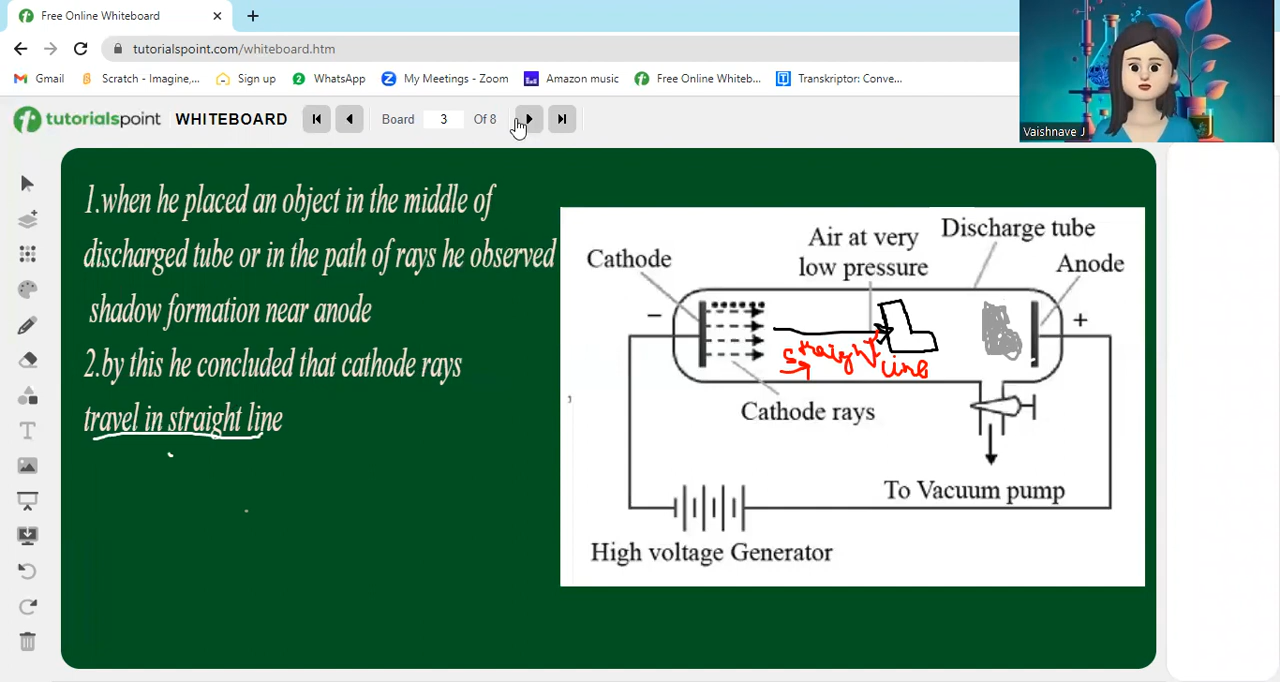 Free Online Whiteboard
tutorialspoint.com/whiteboard.htm
Gmail
Scratch - Imagine,...
Sign up
WhatsApp
My Meetings - Zoom
Amazon music
Free Online Whiteb...
Transkriptor: Conve...
Vaishnave J
tutorialspoint WHITEBOARD Board 3 Of 8
1.when he placed an object in the middle of
discharged tube or in the path of rays he observed
shadow formation near anode
2.by this he concluded that cathode rays
travel in straight line
Cathode
Air at very
low pressure
Discharge tube
Anode
−
+
straight
line
Cathode rays
To Vacuum pump
High voltage Generator